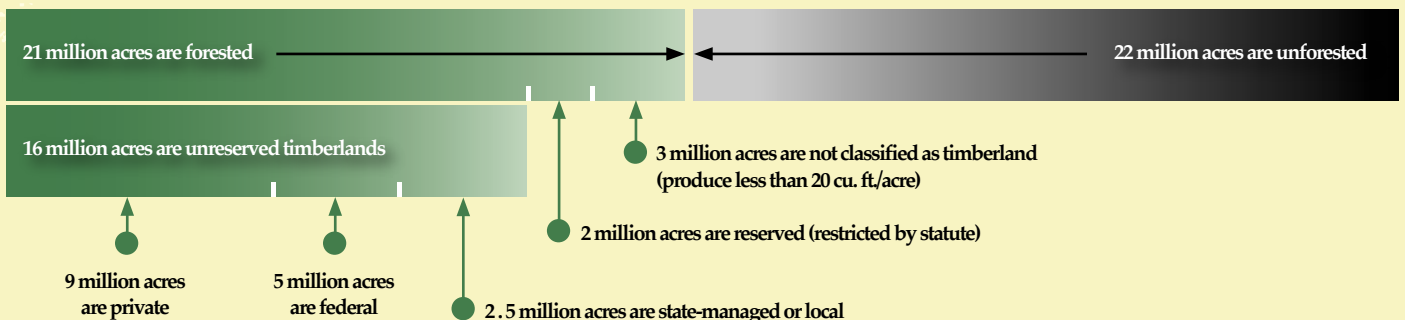 21 million acres are forested
22 million acres are unforested
16 million acres are unreserved timberlands
3 million acres are not classified as timberland
(produce less than 20 cu. ft./acre)
2 million acres are reserved (restricted by statute)
9 million acres
are private
5 million acres
are federal
2.5 million acres are state-managed or local